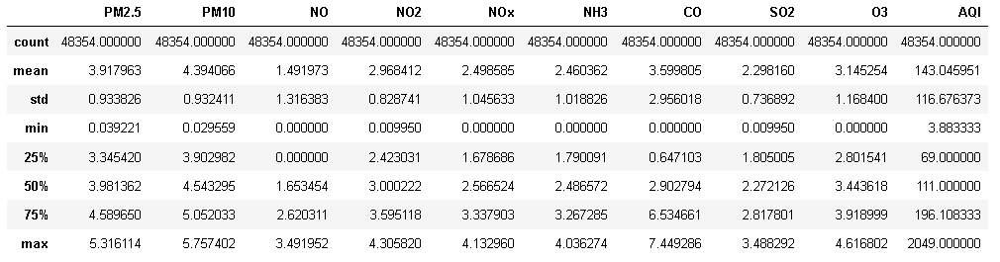 PM2.5 PM10 NO NO2 NOx NH3 CO SO2 O3 AQI
count 48354.000000 48354.000000 48354.000000 48354.000000 48354.000000 48354.000000 48354.000000 48354.000000 48354.000000 48354.000000
mean 3.917963 4.394066 1.491973 2.968412 2.498585 2.460362 3.599805 2.298160 3.145254 143.045951
std 0.933826 0.932411 1.316383 0.828741 1.045633 1.018826 2.956018 0.736892 1.168400 116.676373
min 0.039221 0.029559 0.000000 0.009950 0.000000 0.000000 0.000000 0.009950 0.000000 3.883333
25% 3.345420 3.902982 0.000000 2.423031 1.678686 1.790091 0.647103 1.805005 2.801541 69.000000
50% 3.981362 4.543295 1.653454 3.000222 2.566524 2.486572 2.902794 2.272126 3.443618 111.000000
75% 4.589650 5.052033 2.620311 3.595118 3.337903 3.267285 6.534661 2.817801 3.918999 196.108333
max 5.316114 5.757402 3.491952 4.305820 4.132960 4.036274 7.449286 3.488292 4.616802 2049.000000